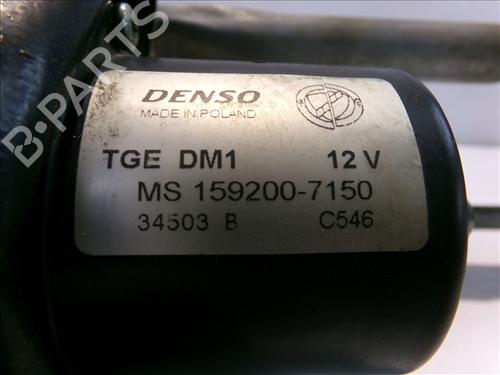 B-PARTS
DENSO
MADE IN POLAND
TGE DM1 12 V
MS 159200-7150
34503 B C546